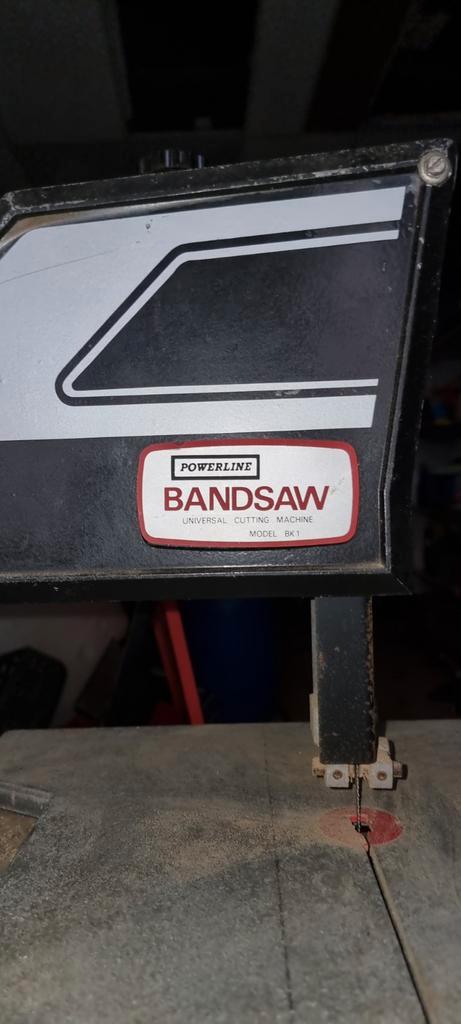 POWERLINE
BANDSAW
UNIVERSAL CUTTING MACHINE
MODEL BK1